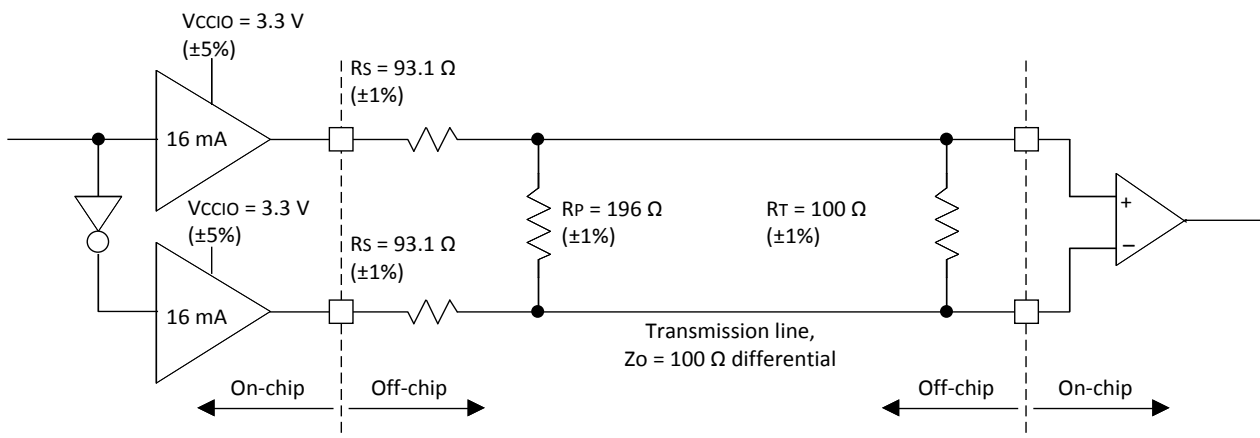 VCCIO = 3.3 V
(±5%)
RS = 93.1 Ω
(±1%)
16 mA
VCCIO = 3.3 V
(±5%)
RS = 93.1 Ω
(±1%)
RP = 196 Ω
(±1%)
RT = 100 Ω
(±1%)
+
−
16 mA
Transmission line,
Zo = 100 Ω differential
On-chip
Off-chip
Off-chip
On-chip